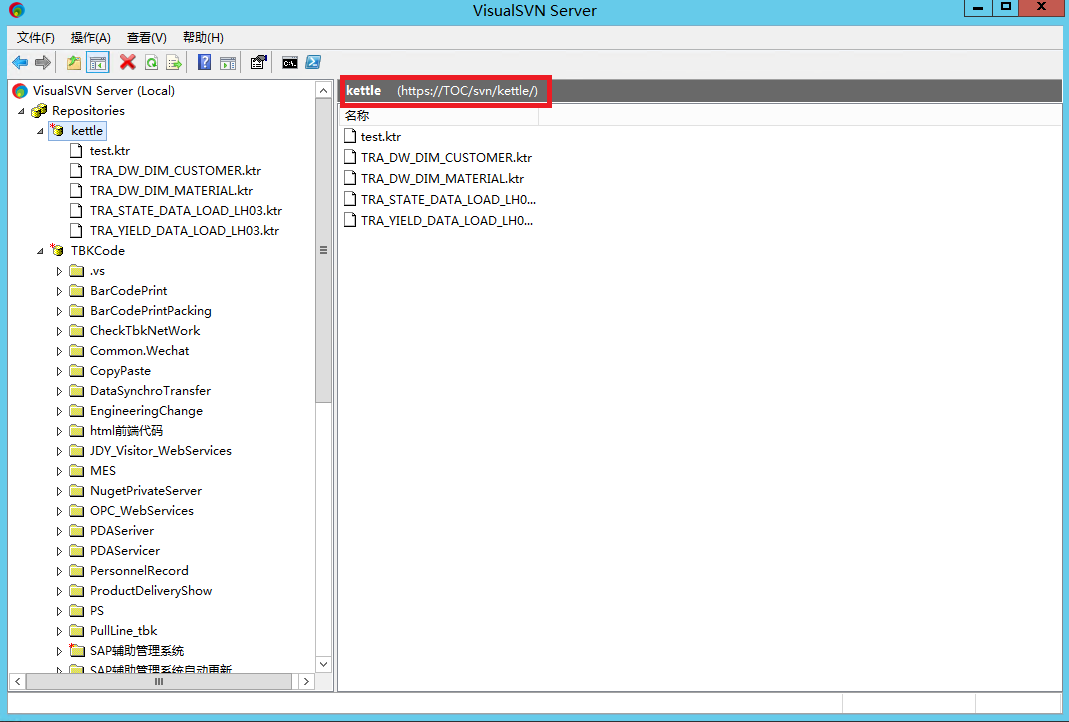 VisualSVN Server
文件(F) 操作(A) 查看(V) 帮助(H)
VisualSVN Server (Local)
Repositories
kettle
test.ktr
TRA_DW_DIM_CUSTOMER.ktr
TRA_DW_DIM_MATERIAL.ktr
TRA_STATE_DATA_LOAD_LH03.ktr
TRA_YIELD_DATA_LOAD_LH03.ktr
TBKCode
.vs
BarCodePrint
BarCodePrintPacking
CheckTbkNetWork
Common.Wechat
CopyPaste
DataSynchroTransfer
EngineeringChange
html前端代码
JDY_Visitor_WebServices
MES
NugetPrivateServer
OPC_WebServices
PDASeriver
PDAServicer
PersonnelRecord
ProductDeliveryShow
PS
PullLine_tbk
SAP辅助管理系统
SAP辅助管理系统自动更新
kettle (https://TOC/svn/kettle/)
名称
test.ktr
TRA_DW_DIM_CUSTOMER.ktr
TRA_DW_DIM_MATERIAL.ktr
TRA_STATE_DATA_LOAD_LH0...
TRA_YIELD_DATA_LOAD_LH0...